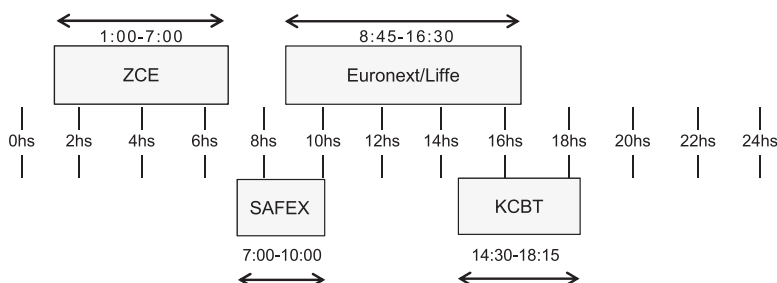 1:00-7:00
8:45-16:30
ZCE
Euronext/Liffe
0hs 2hs 4hs 6hs 8hs 10hs 12hs 14hs 16hs 18hs 20hs 22hs 24hs
SAFEX
KCBT
7:00-10:00
14:30-18:15